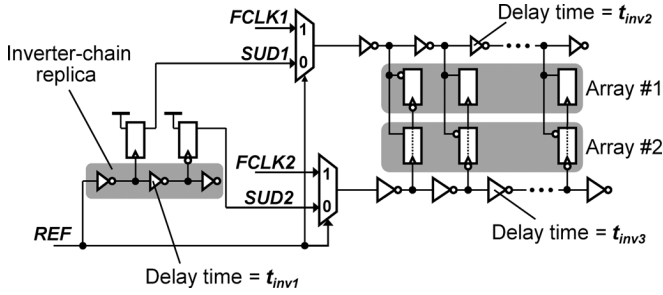 FCLK1
Delay time = tinv2
1
Inverter-chain
replica
SUD1
0
Array #1
Array #2
FCLK2
1
SUD2
0
REF
Delay time = tinv3
Delay time = tinv1